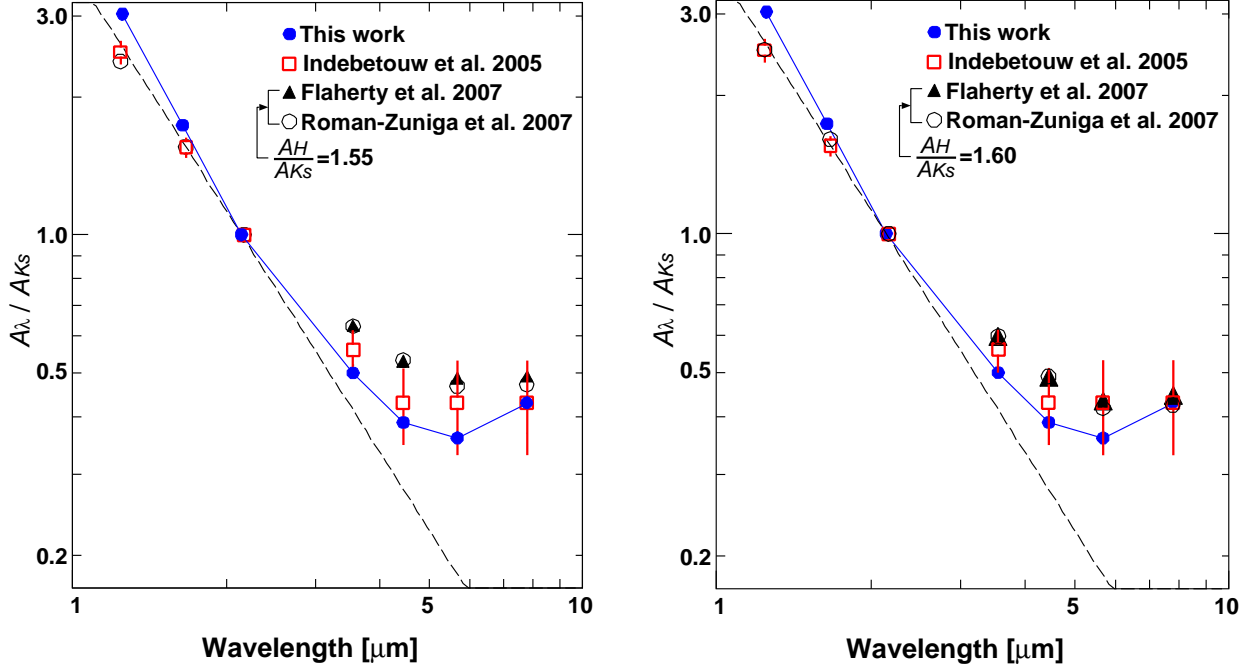 3.0
1.0
0.5
0.2
Aλ / AKs
This work
Indebetouw et al. 2005
Flaherty et al. 2007
Roman-Zuniga et al. 2007
AH
AKs =1.55
1 2 5 10
Wavelength [μm]
3.0
1.0
0.5
0.2
Aλ / AKs
This work
Indebetouw et al. 2005
Flaherty et al. 2007
Roman-Zuniga et al. 2007
AH
AKs =1.60
1 2 5 10
Wavelength [μm]